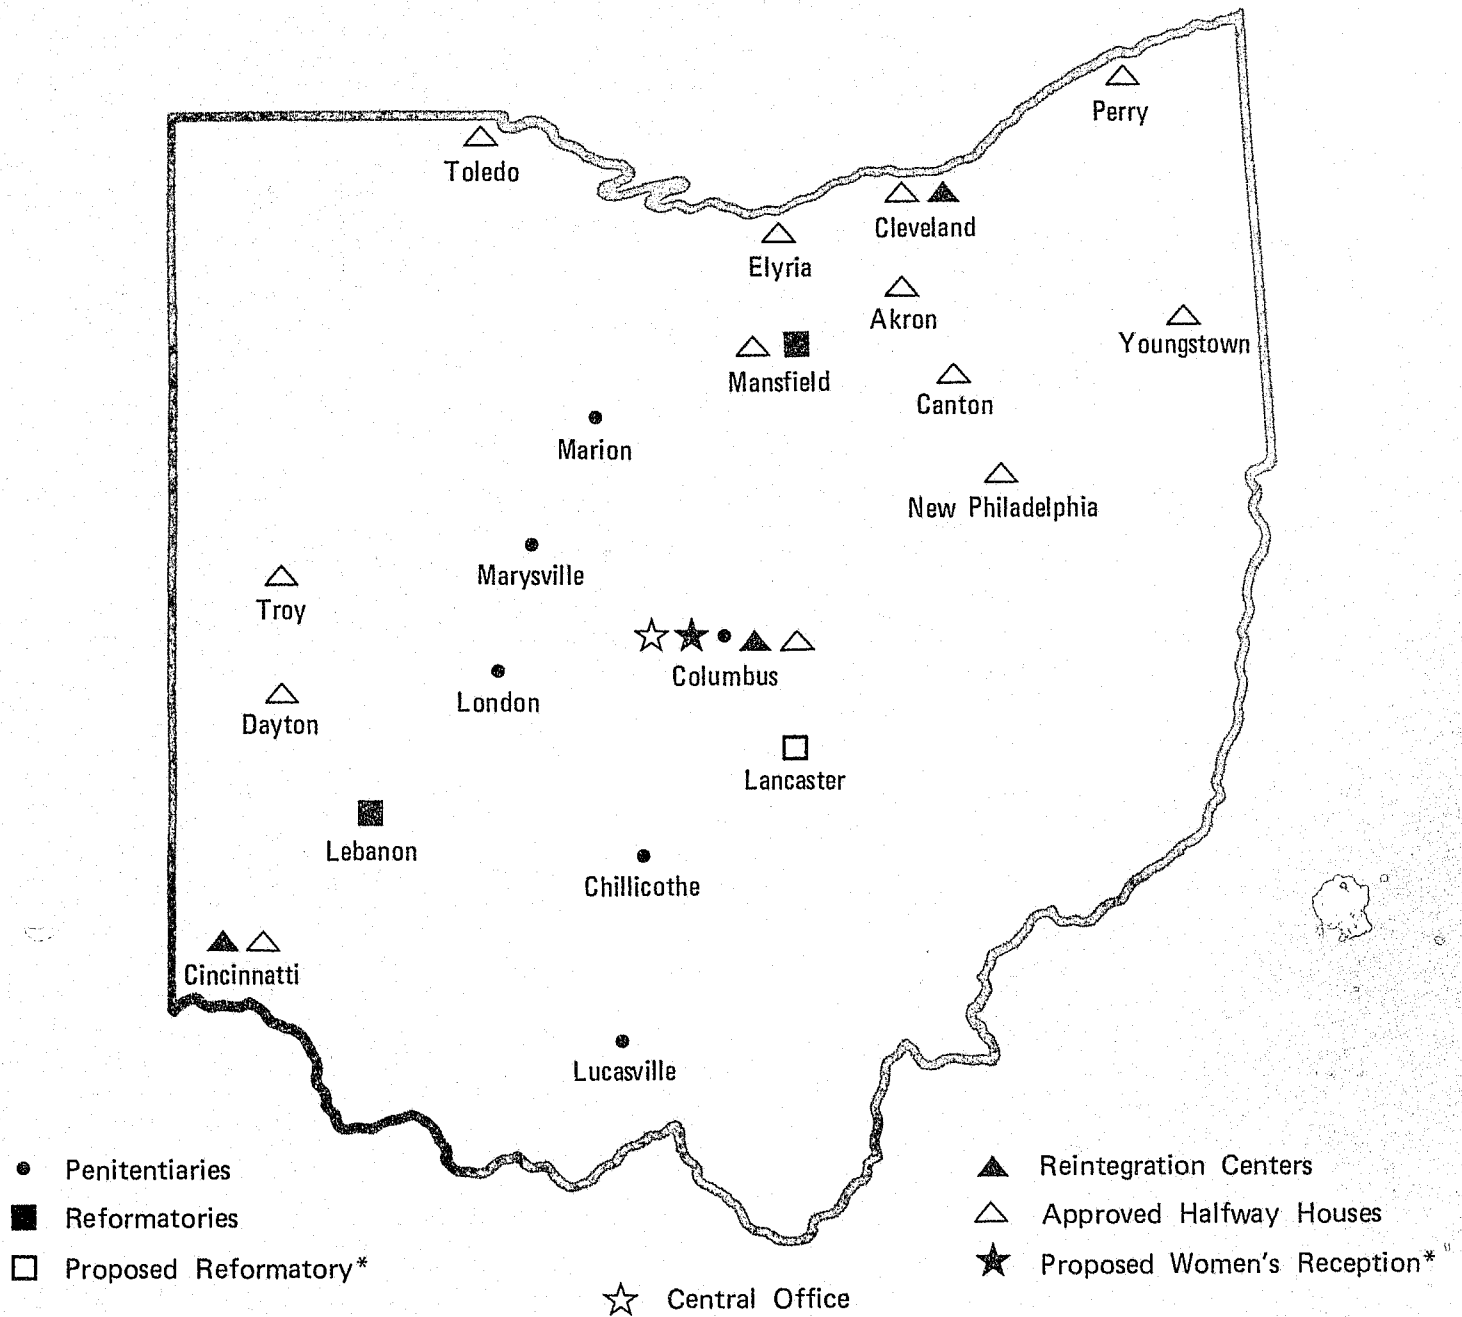 Perry
Toledo
Cleveland
Elyria
Akron
Youngstown
Mansfield
Canton
Marion
New Philadelphia
Marysville
Troy
Columbus
London
Dayton
Lancaster
Lebanon
Chillicothe
Cincinnatti
Lucasville
Penitentiaries
Reformatories
Proposed Reformatory*
Central Office
Reintegration Centers
Approved Halfway Houses
Proposed Women's Reception*